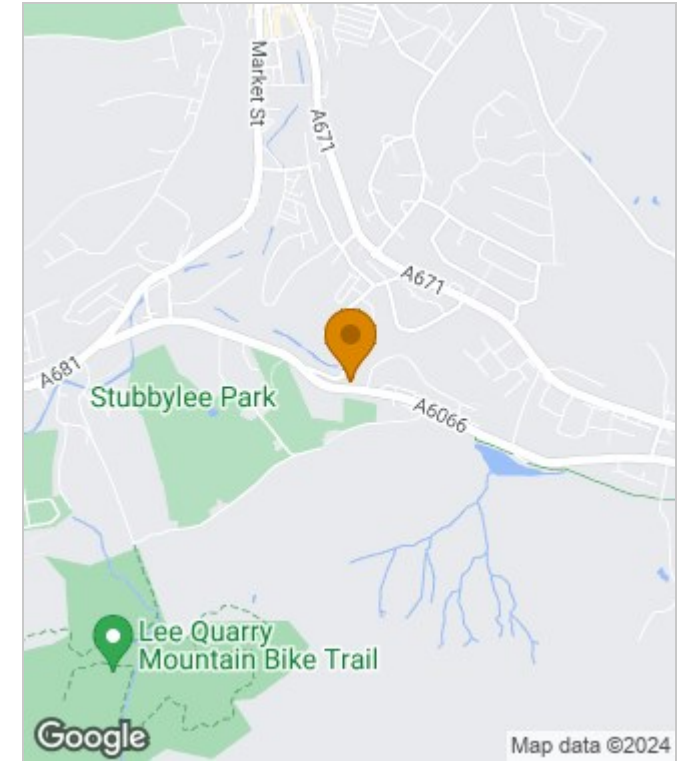 Market St
A671
A671
A681
Stubbylee Park
A6066
Lee Quarry
Mountain Bike Trail
Google
Map data ©2024